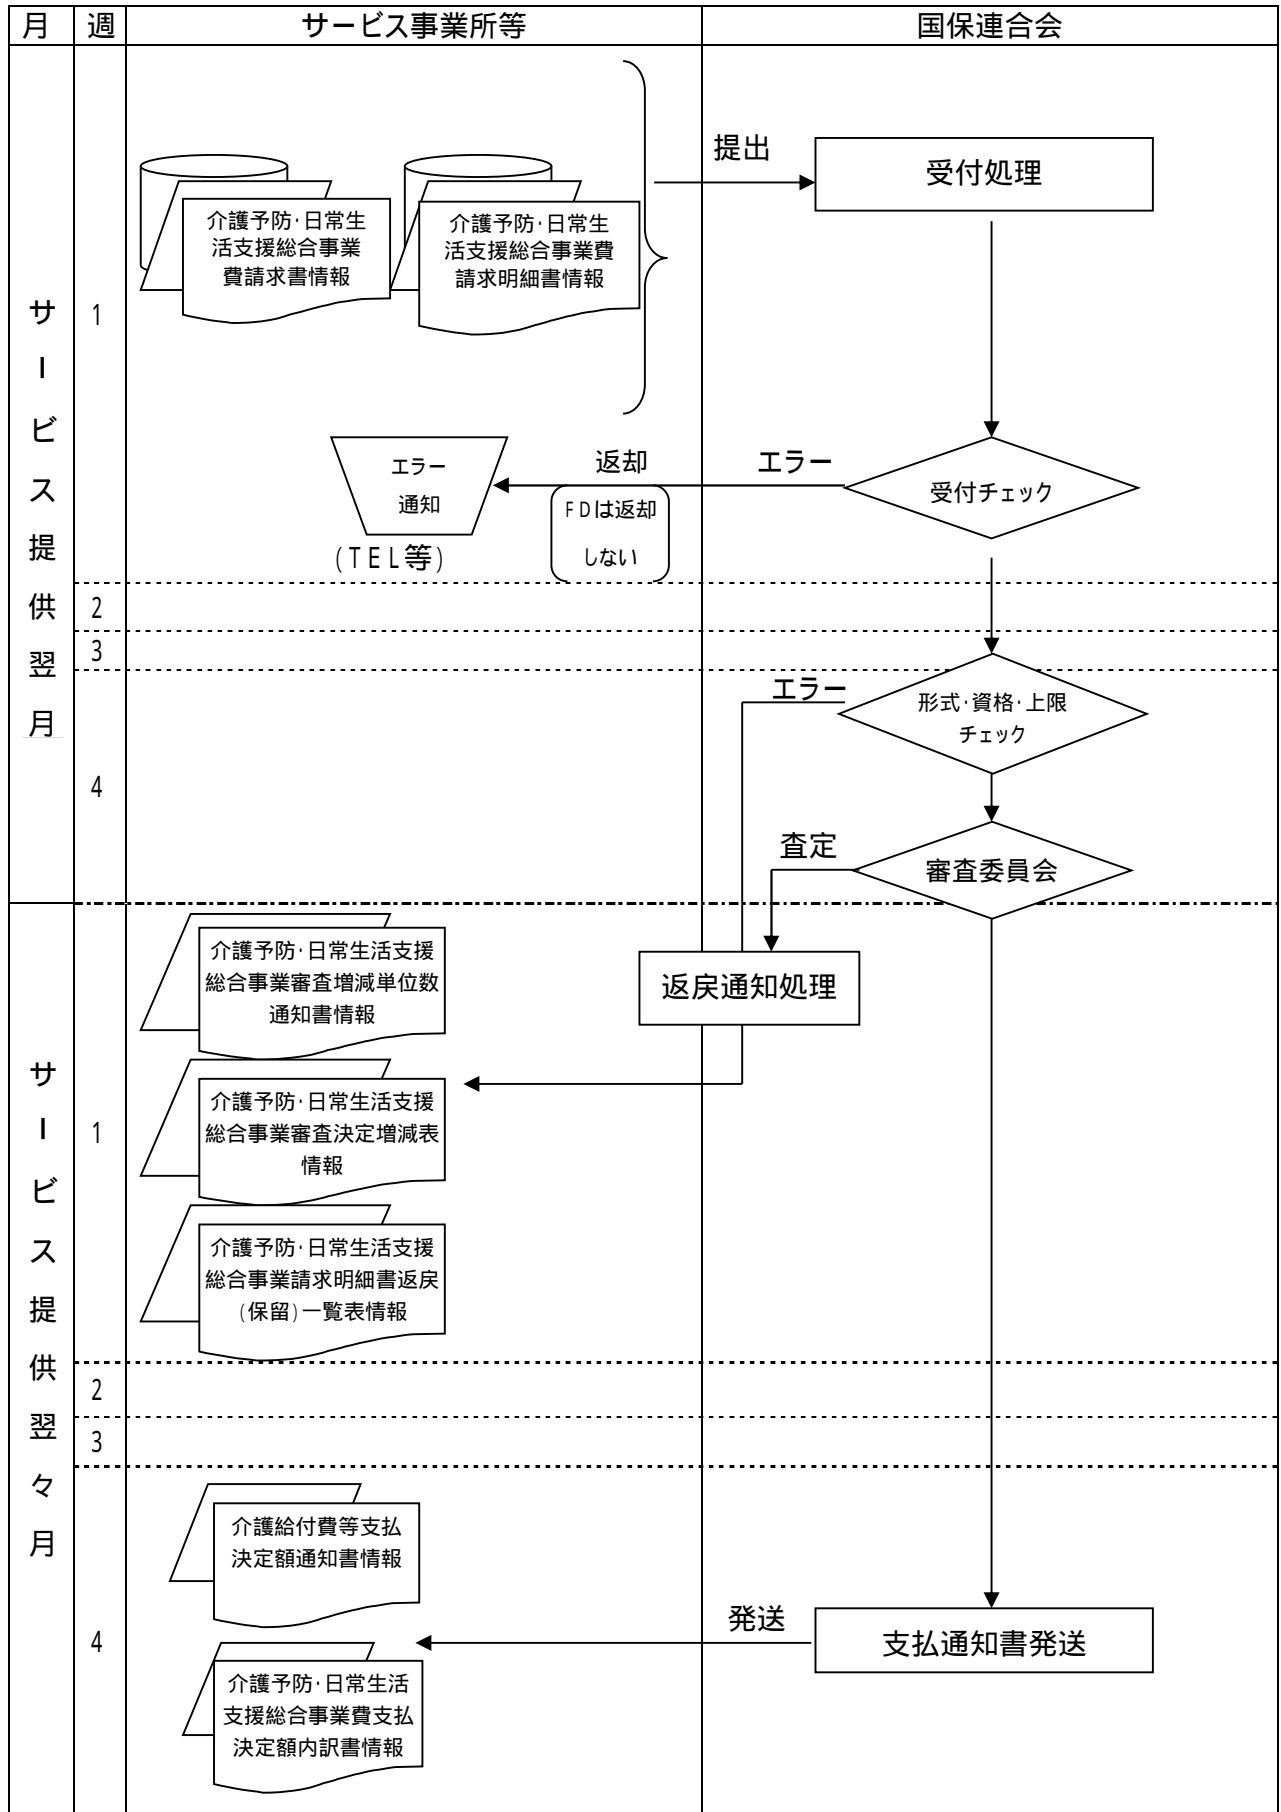 月 週 サービス事業所等 国保連合会
サービス提供翌月
1
提出
受付処理
介護予防･日常生
活支援総合事業
費請求書情報
介護予防･日常生
活支援総合事業費
請求明細書情報
エラー
通知
(TEL等)
返却
エラー
FDは返却
しない
受付チェック
2
3
エラー
形式･資格･上限
チェック
4
査定
審査委員会
サービス提供翌々月
1
介護予防･日常生活支援
総合事業審査増減単位数
通知書情報
返戻通知処理
介護予防･日常生活支援
総合事業審査決定増減表
情報
介護予防･日常生活支援
総合事業請求明細書返戻
(保留)一覧表情報
2
3
4
介護給付費等支払
決定額通知書情報
発送
支払通知書発送
介護予防･日常生活
支援総合事業費支払
決定額内訳書情報